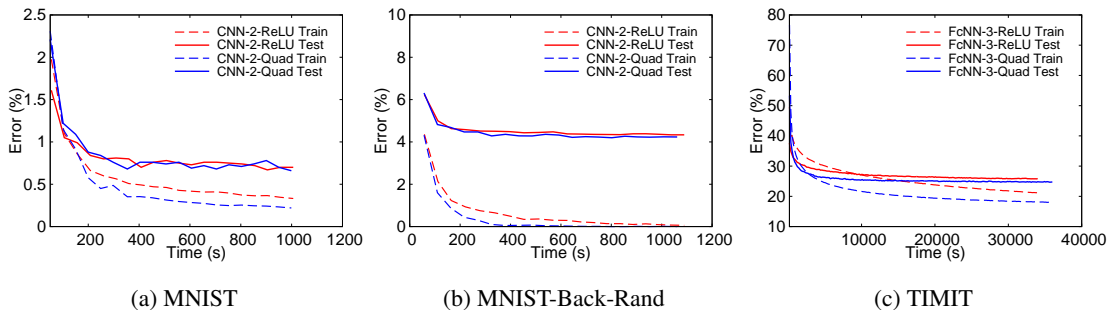 2.5
2
1.5
1
0.5
0
200 400 600 800 1000 1200
Error (%)
Time (s)
CNN-2-ReLU Train
CNN-2-ReLU Test
CNN-2-Quad Train
CNN-2-Quad Test
(a) MNIST
10
8
6
4
2
0
0 200 400 600 800 1000 1200
Error (%)
Time (s)
CNN-2-ReLU Train
CNN-2-ReLU Test
CNN-2-Quad Train
CNN-2-Quad Test
(b) MNIST-Back-Rand
80
70
60
50
40
30
20
10
10000 20000 30000 40000
Error (%)
Time (s)
FcNN-3-ReLU Train
FcNN-3-ReLU Test
FcNN-3-Quad Train
FcNN-3-Quad Test
(c) TIMIT